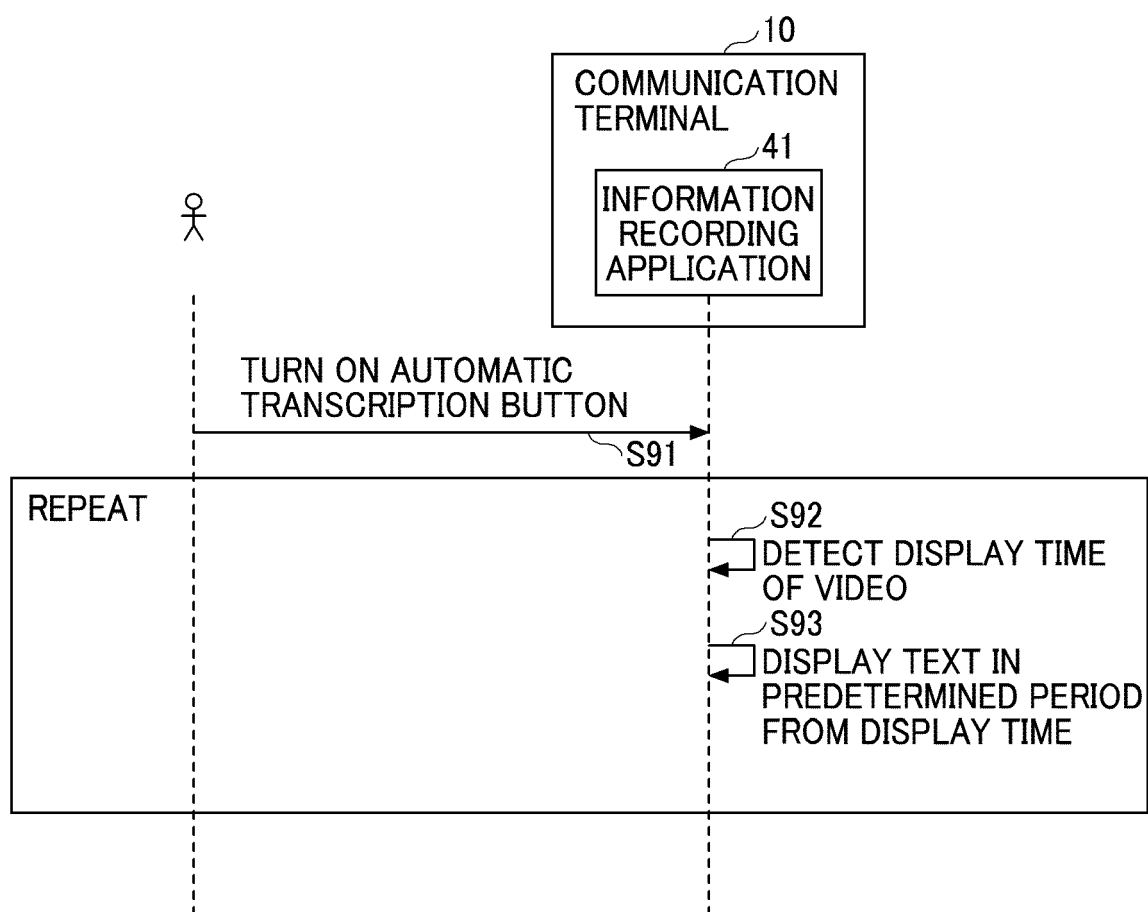 10
COMMUNICATION
TERMINAL
41
INFORMATION
RECORDING
APPLICATION
TURN ON AUTOMATIC
TRANSCRIPTION BUTTON
S91
REPEAT
S92
DETECT DISPLAY TIME
OF VIDEO
S93
DISPLAY TEXT IN
PREDETERMINED PERIOD
FROM DISPLAY TIME